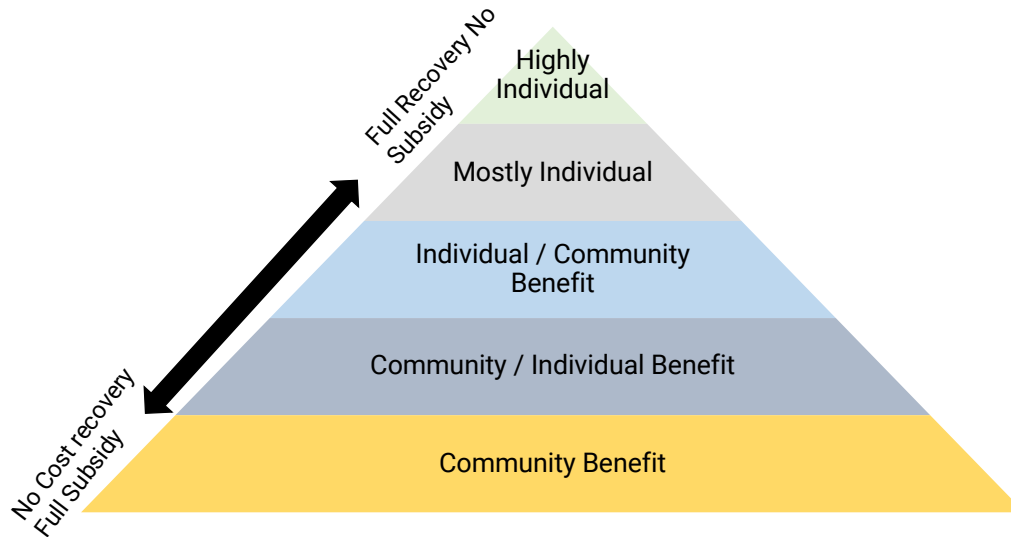 Full Recovery No
Subsidy
Highly
Individual
Mostly Individual
Individual / Community
Benefit
Community / Individual Benefit
No Cost recovery
Full Subsidy
Community Benefit